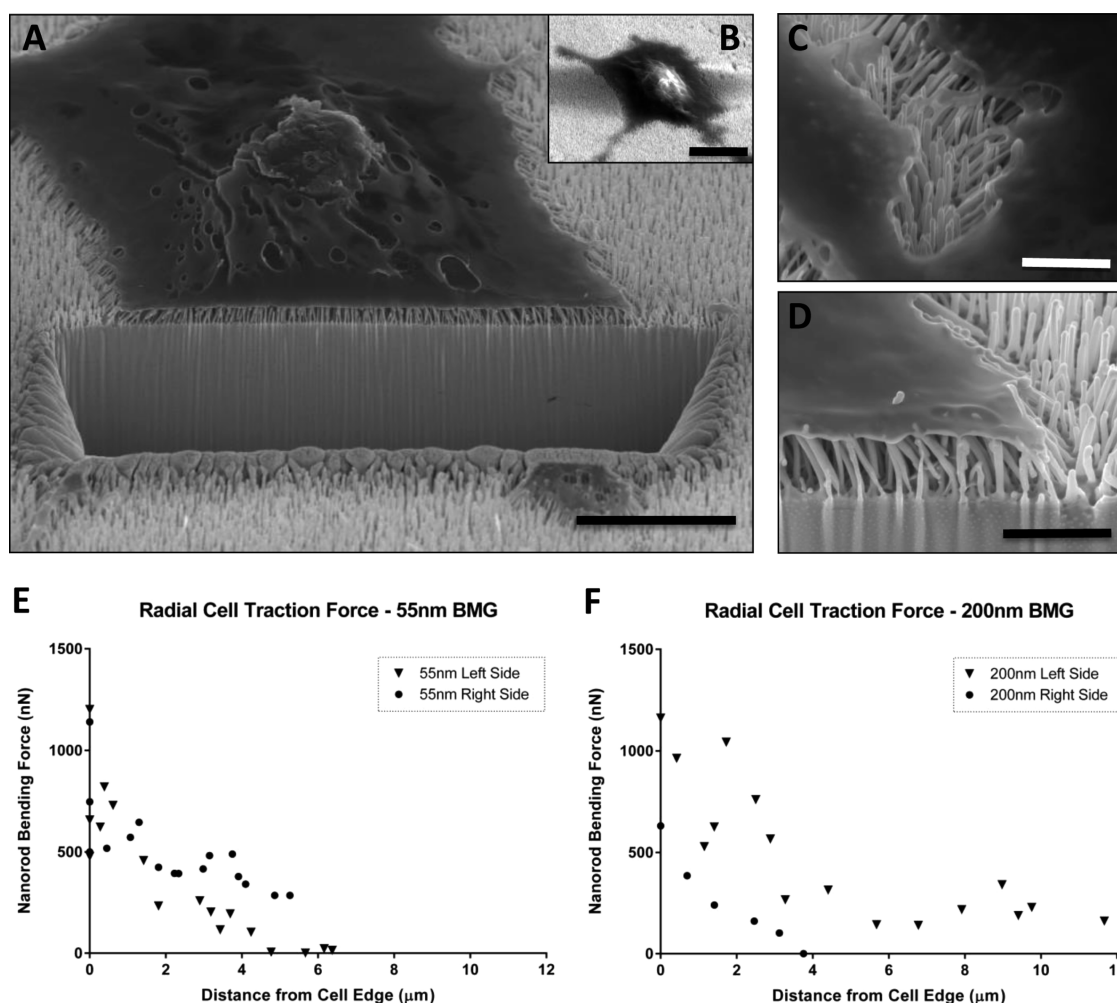 A
B
C
D
E
Radial Cell Traction Force - 55nm BMG
1500
1000
500
0
Nanorod Bending Force (nN)
55nm Left Side
55nm Right Side
0 2 4 6 8 10 12
Distance from Cell Edge (μm)
F
Radial Cell Traction Force - 200nm BMG
1500
1000
500
0
Nanorod Bending Force (nN)
200nm Left Side
200nm Right Side
0 2 4 6 8 10
Distance from Cell Edge (μm)